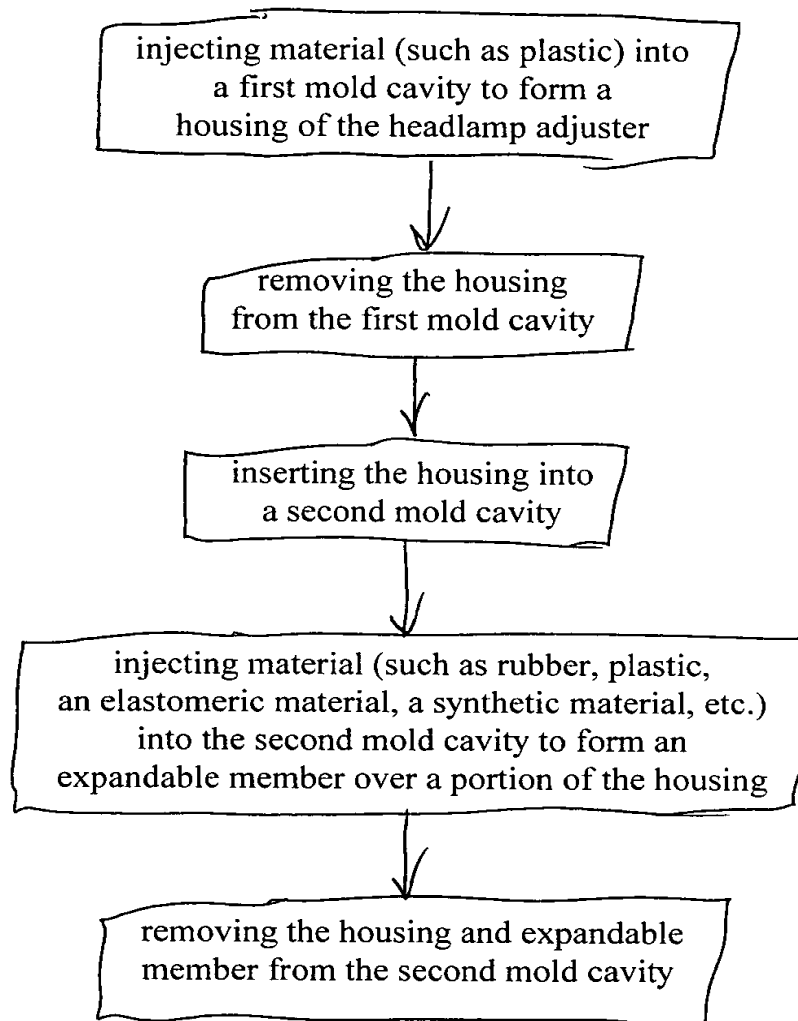 injecting material (such as plastic) into
a first mold cavity to form a
housing of the headlamp adjuster
removing the housing
from the first mold cavity
inserting the housing into
a second mold cavity
injecting material (such as rubber, plastic,
an elastomeric material, a synthetic material, etc.)
into the second mold cavity to form an
expandable member over a portion of the housing
removing the housing and expandable
member from the second mold cavity